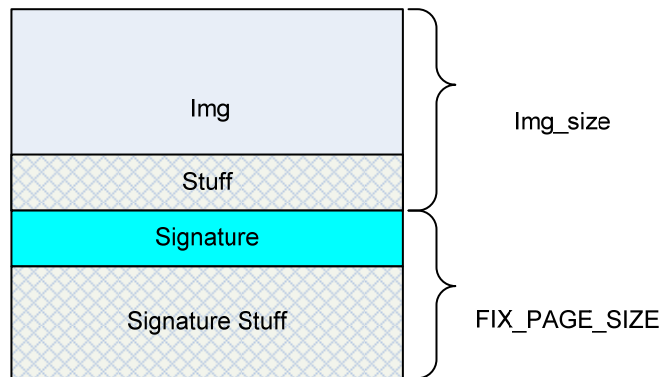 Img
Img_size
Stuff
Signature
Signature Stuff
FIX_PAGE_SIZE